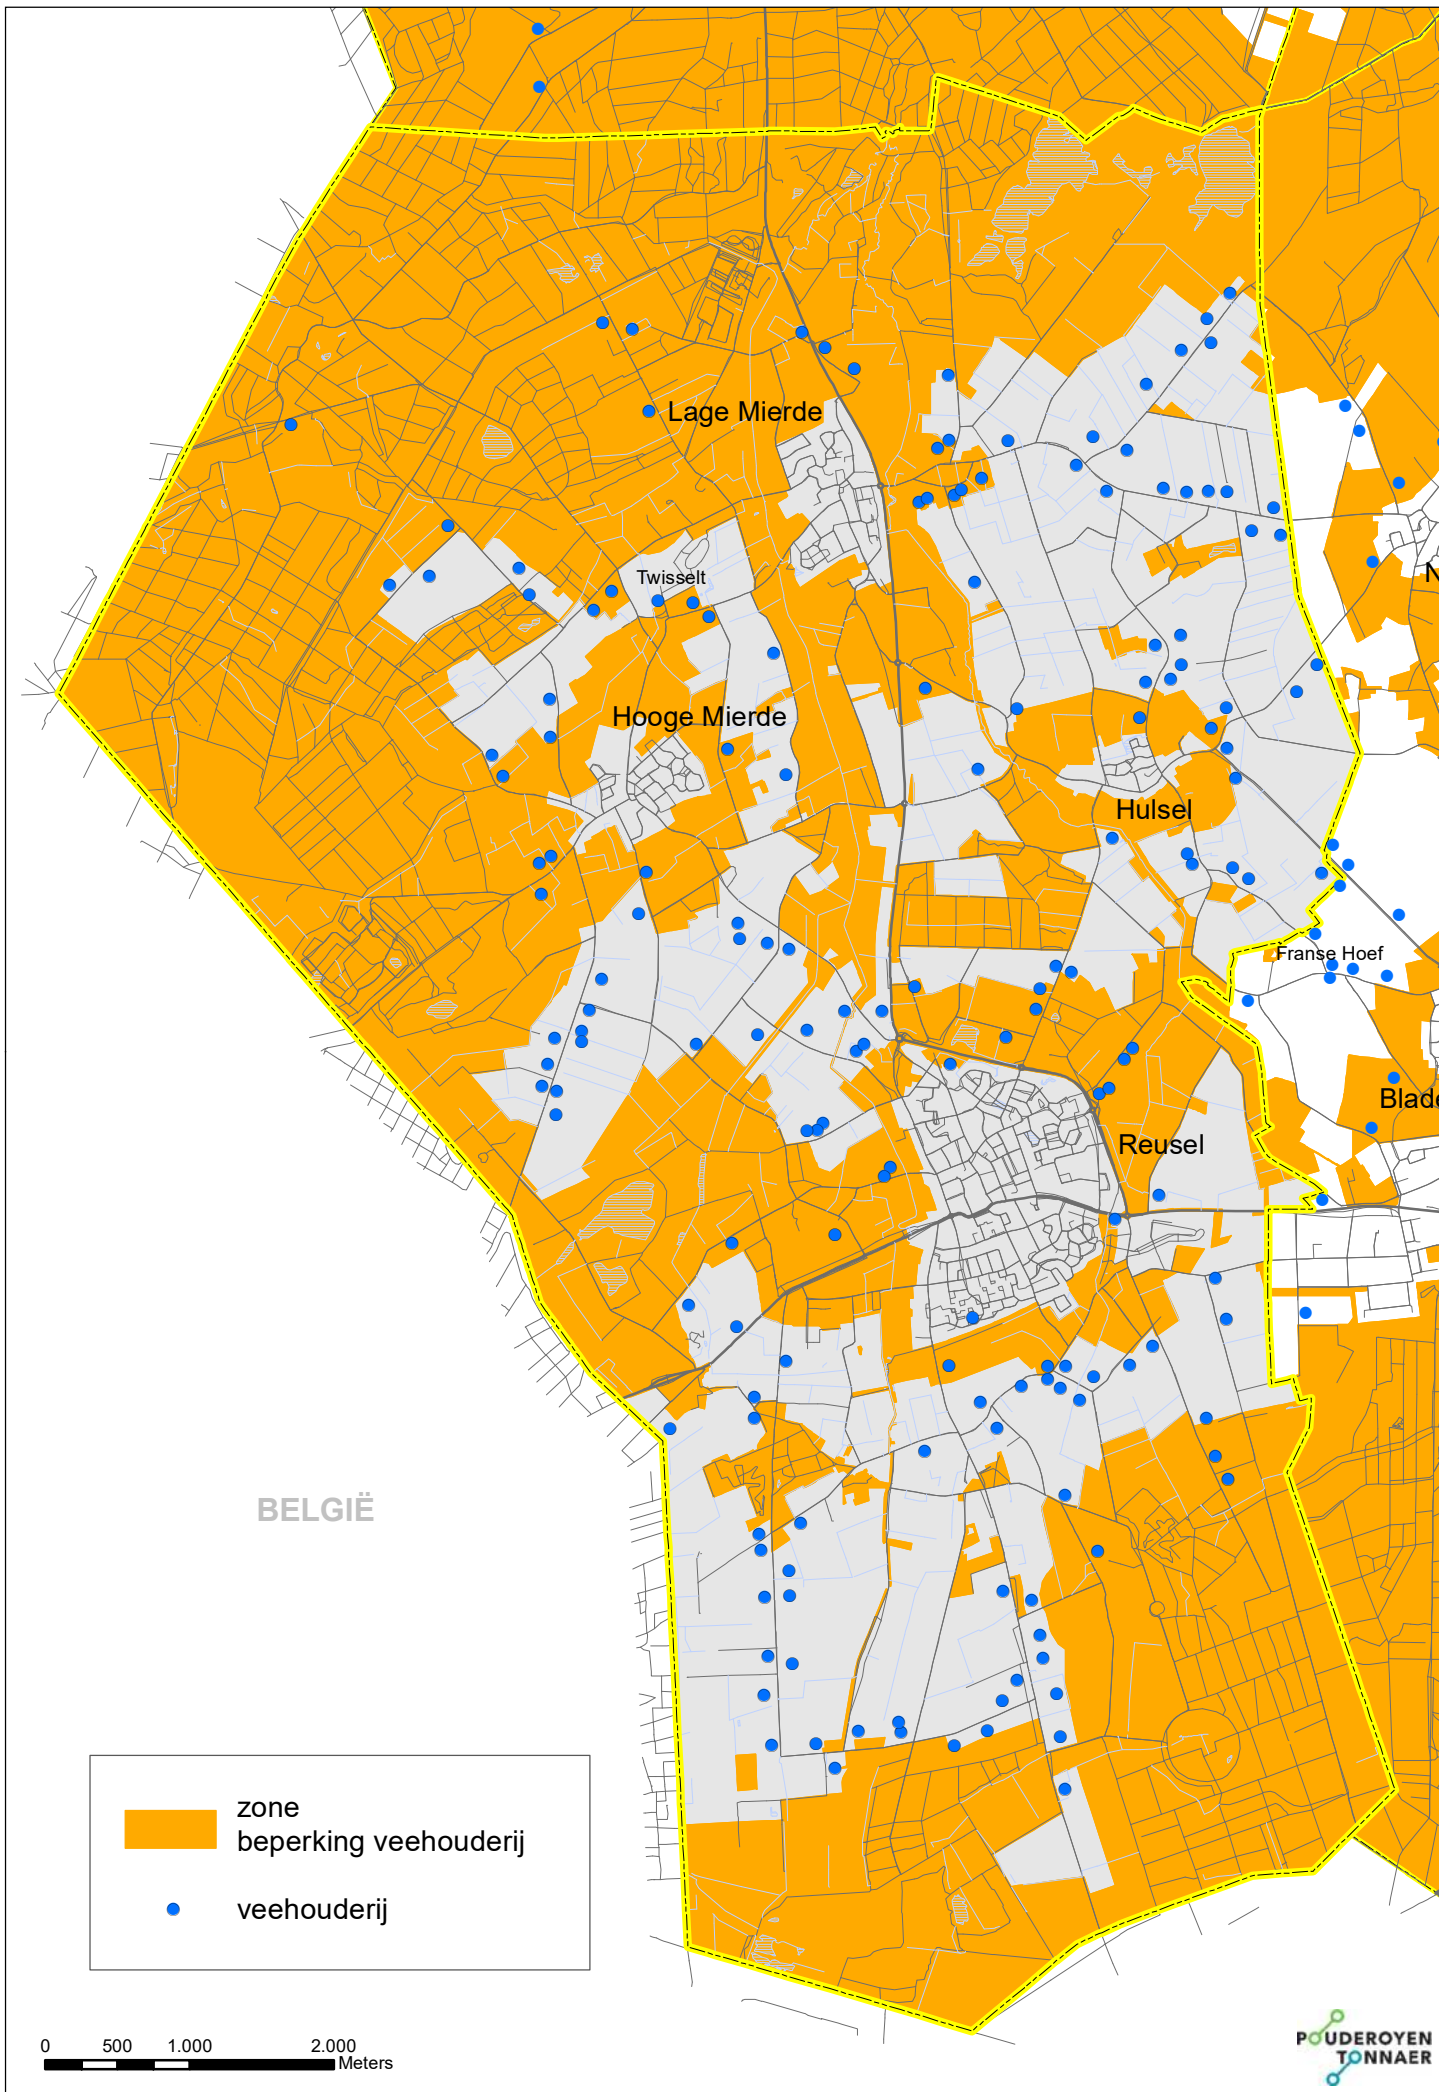 Lage Mierde
Twisselt
N
Hooge Mierde
Hulsel
Franse Hoef
Blade
Reusel
BELGIË
zone
beperking veehouderij
veehouderij
0 500 1.000 2.000
Meters
POUDEROYEN
TONNAER